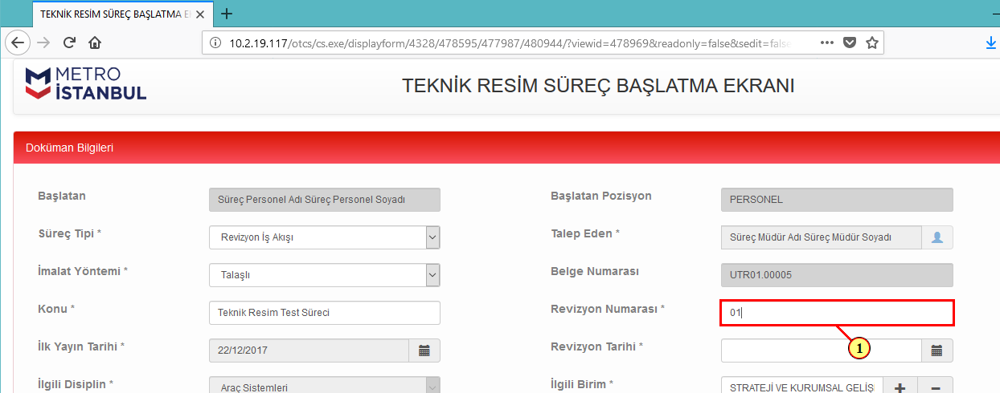 TEKNİK RESİM SÜREÇ BAŞLATMA EK
10.2.19.117/otcs/cs.exe/displayform/4328/478595/477987/480944/?viewid=478969&readonly=false&sedit=false
METRO
İSTANBUL
TEKNİK RESİM SÜREÇ BAŞLATMA EKRANI
Doküman Bilgileri
Başlatan
Süreç Personel Adı Süreç Personel Soyadı
Başlatan Pozisyon
PERSONEL
Süreç Tipi *
Revizyon İş Akışı
Talep Eden *
Süreç Müdür Adı Süreç Müdür Soyadı
İmalat Yöntemi *
Talaşlı
Belge Numarası
UTR01.00005
Konu *
Teknik Resim Test Süreci
Revizyon Numarası *
01
İlk Yayın Tarihi *
22/12/2017
Revizyon Tarihi *
1
İlgili Disiplin *
Araç Sistemleri
İlgili Birim *
STRATEJİ VE KURUMSAL GELİŞ